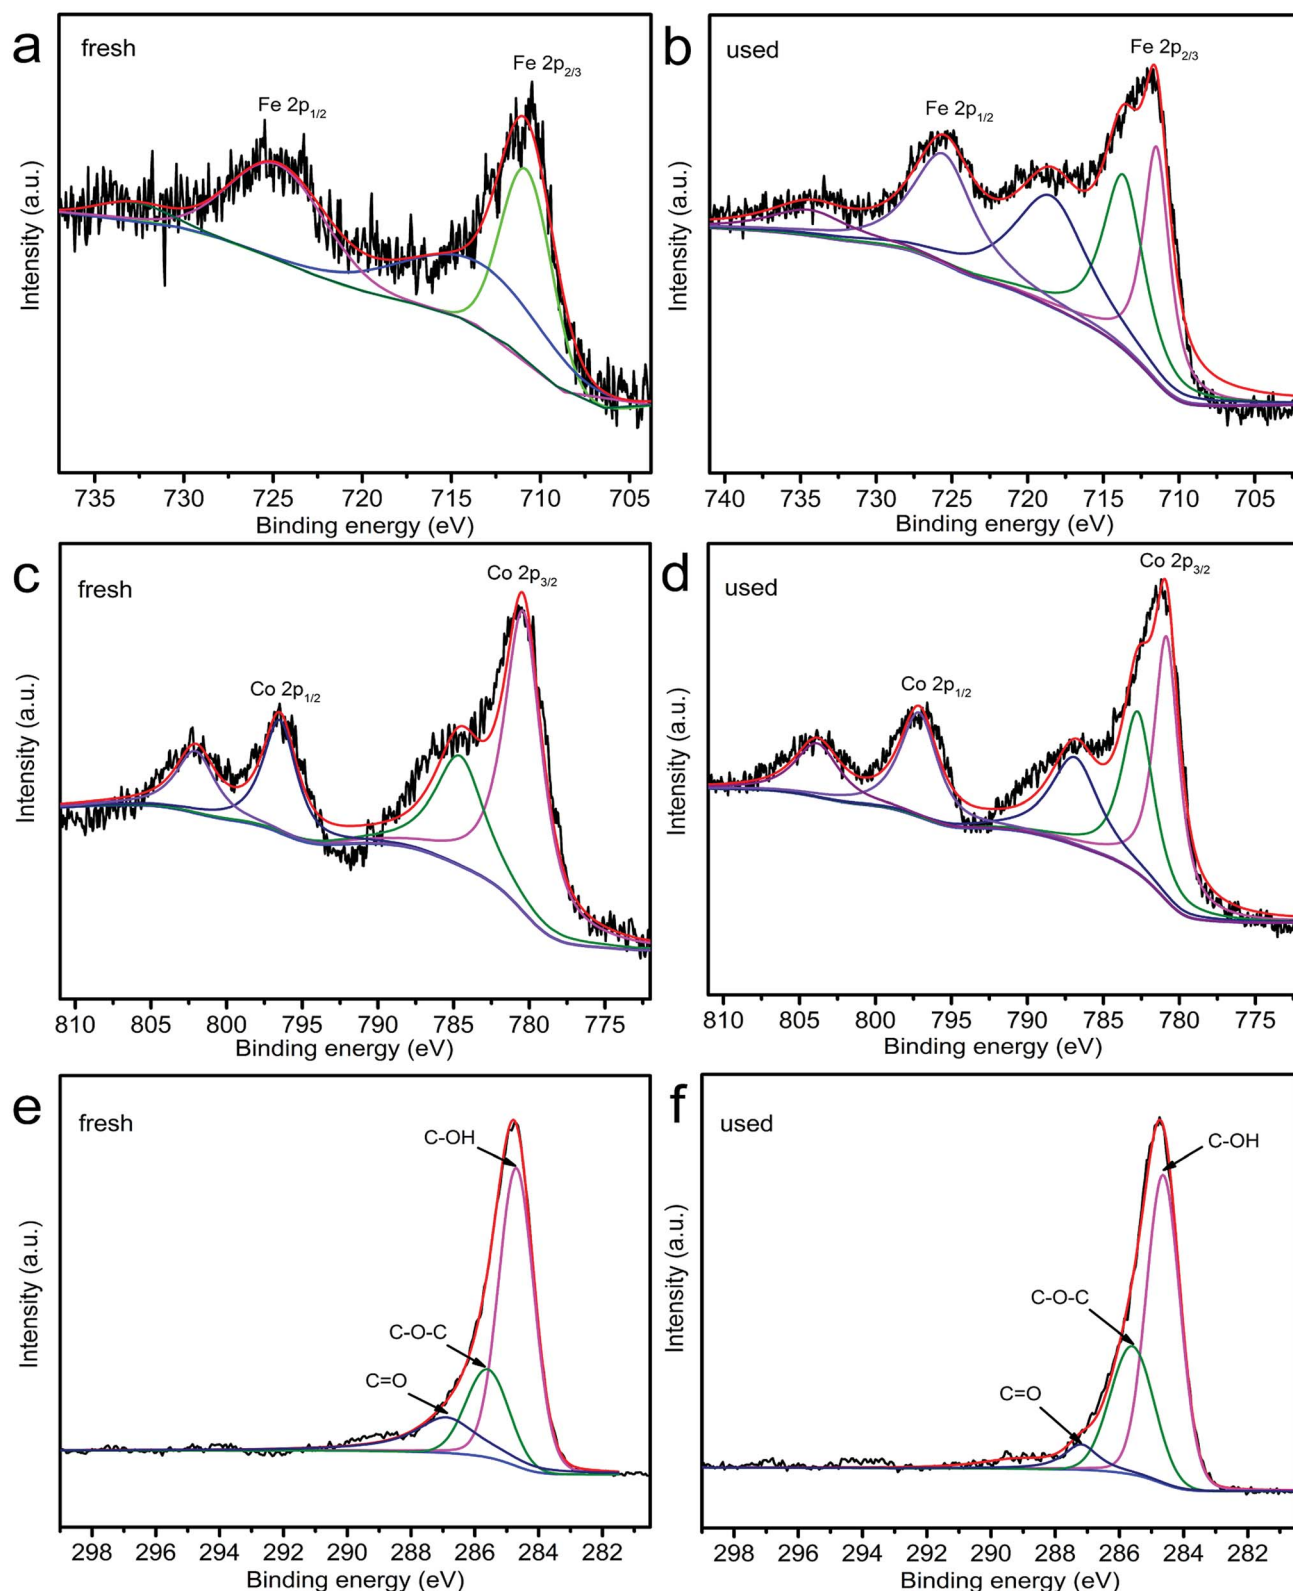 a
fresh
Fe 2p1/2
Fe 2p2/3
Intensity (a.u.)
735 730 725 720 715 710 705
Binding energy (eV)
b
used
Fe 2p1/2
Fe 2p2/3
Intensity (a.u.)
740 735 730 725 720 715 710 705
Binding energy (eV)
c
fresh
Co 2p1/2
Co 2p3/2
Intensity (a.u.)
810 805 800 795 790 785 780 775
Binding energy (eV)
d
used
Co 2p1/2
Co 2p3/2
Intensity (a.u.)
810 805 800 795 790 785 780 775
Binding energy (eV)
e
fresh
C-OH
C-O-C
C=O
Intensity (a.u.)
298 296 294 292 290 288 286 284 282
Binding energy (eV)
f
used
C-OH
C-O-C
C=O
Intensity (a.u.)
298 296 294 292 290 288 286 284 282
Binding energy (eV)